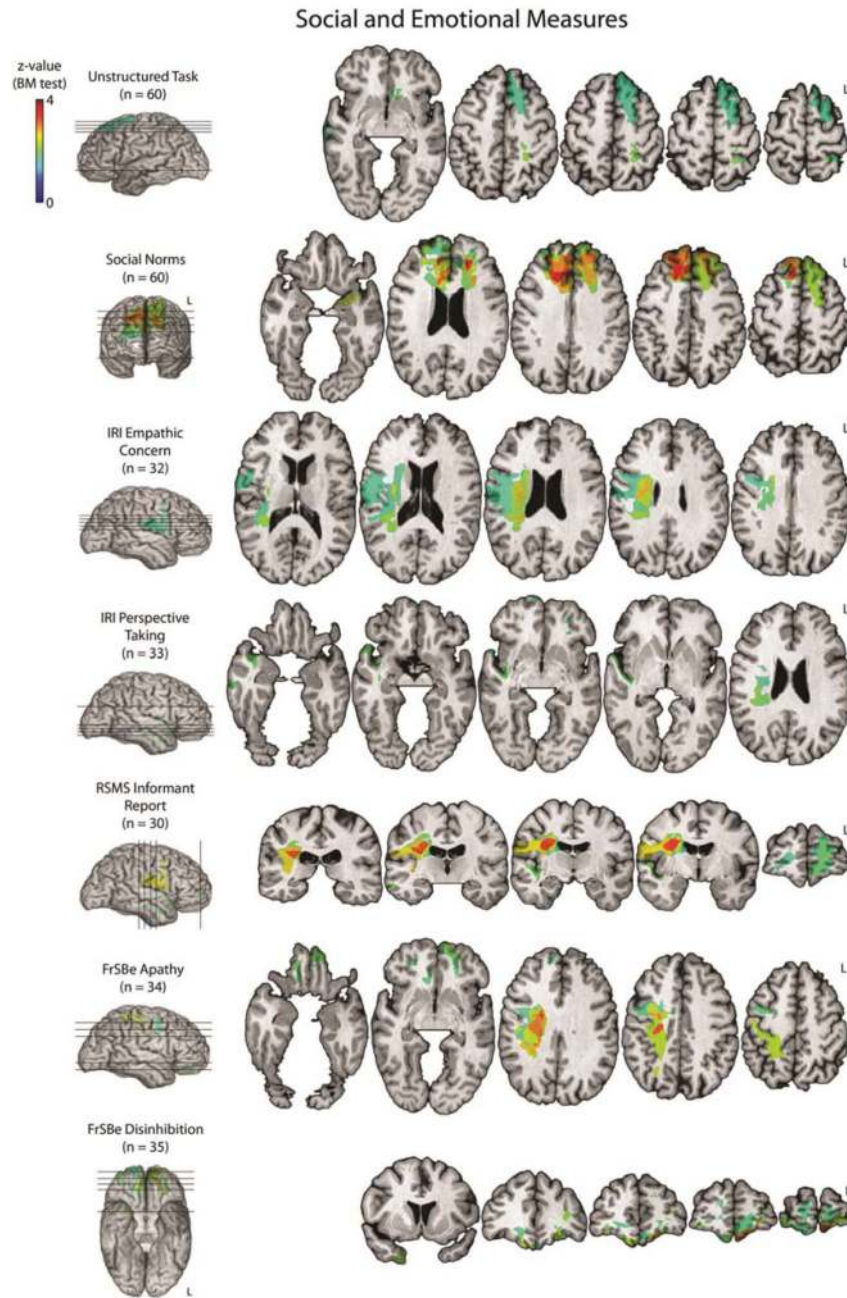 Social and Emotional Measures
z-value
(BM test)
4
0
Unstructured Task
(n = 60)
L
Social Norms
(n = 60)
L
L
IRI Empathic
Concern
(n = 32)
L
IRI Perspective
Taking
(n = 33)
L
RSMS Informant
Report
(n = 30)
L
FrSBe Apathy
(n = 34)
L
FrSBe Disinhibition
(n = 35)
L
L